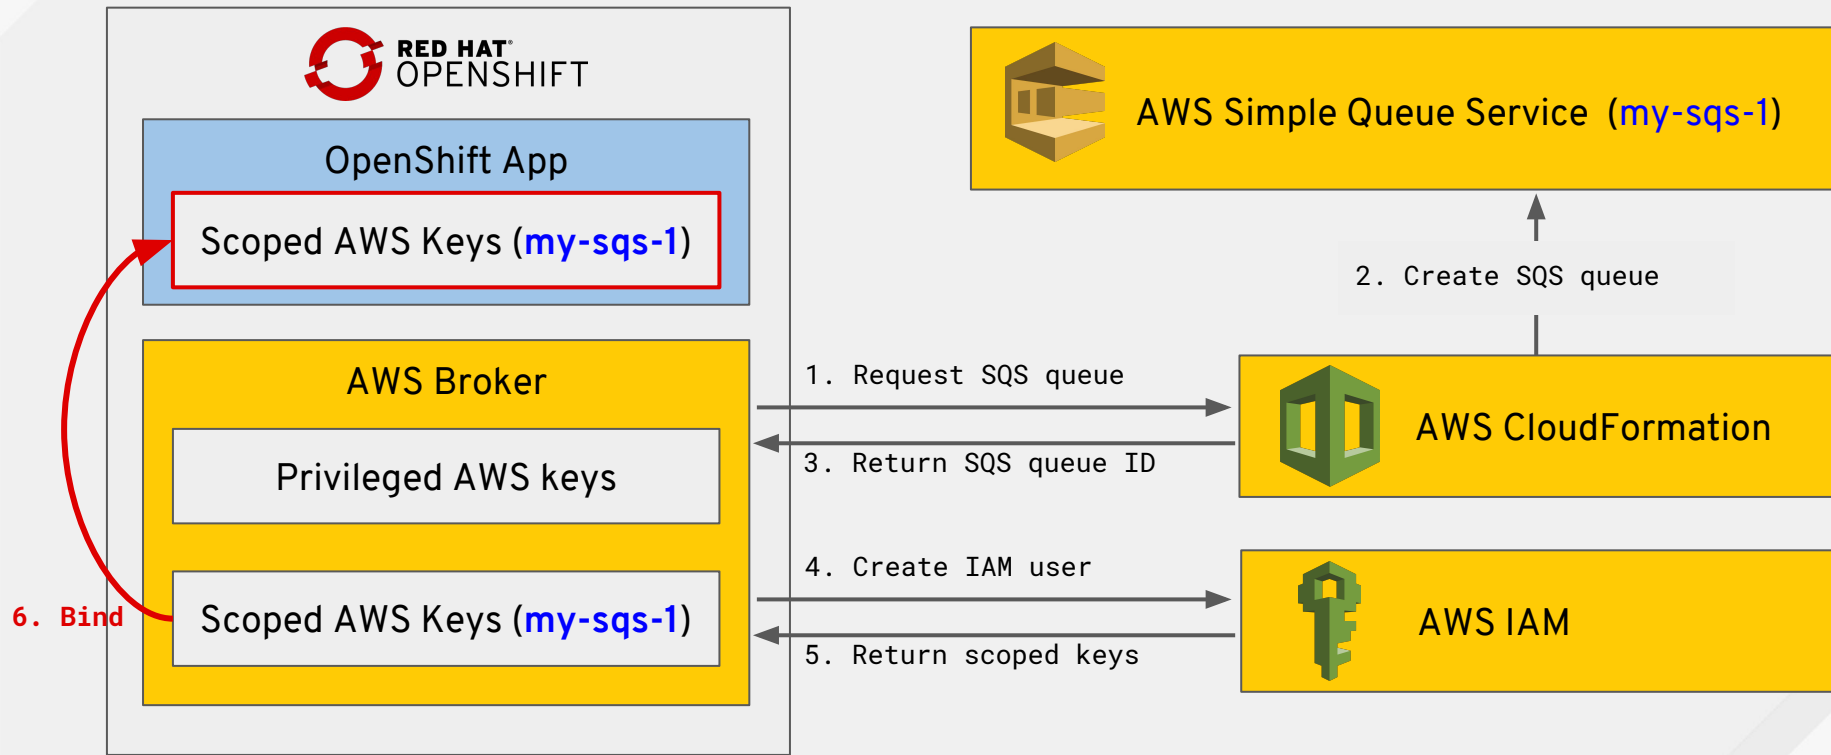 RED HAT®
OPENSHIFT
OpenShift App
Scoped AWS Keys (my-sqs-1)
AWS Broker
Privileged AWS keys
Scoped AWS Keys (my-sqs-1)
6. Bind
AWS Simple Queue Service (my-sqs-1)
2. Create SQS queue
1. Request SQS queue
3. Return SQS queue ID
AWS CloudFormation
4. Create IAM user
5. Return scoped keys
AWS IAM